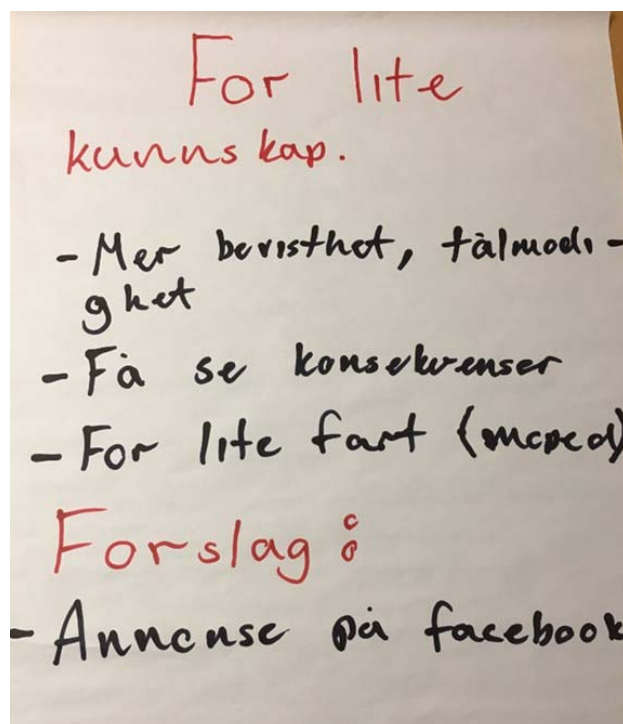 For lite
kunnskap.
- Mer bevisthet, tålmodi-
ghet
- Få se konsekvenser
- For lite fart (moped)
Forslag:
- Annonse på facebook